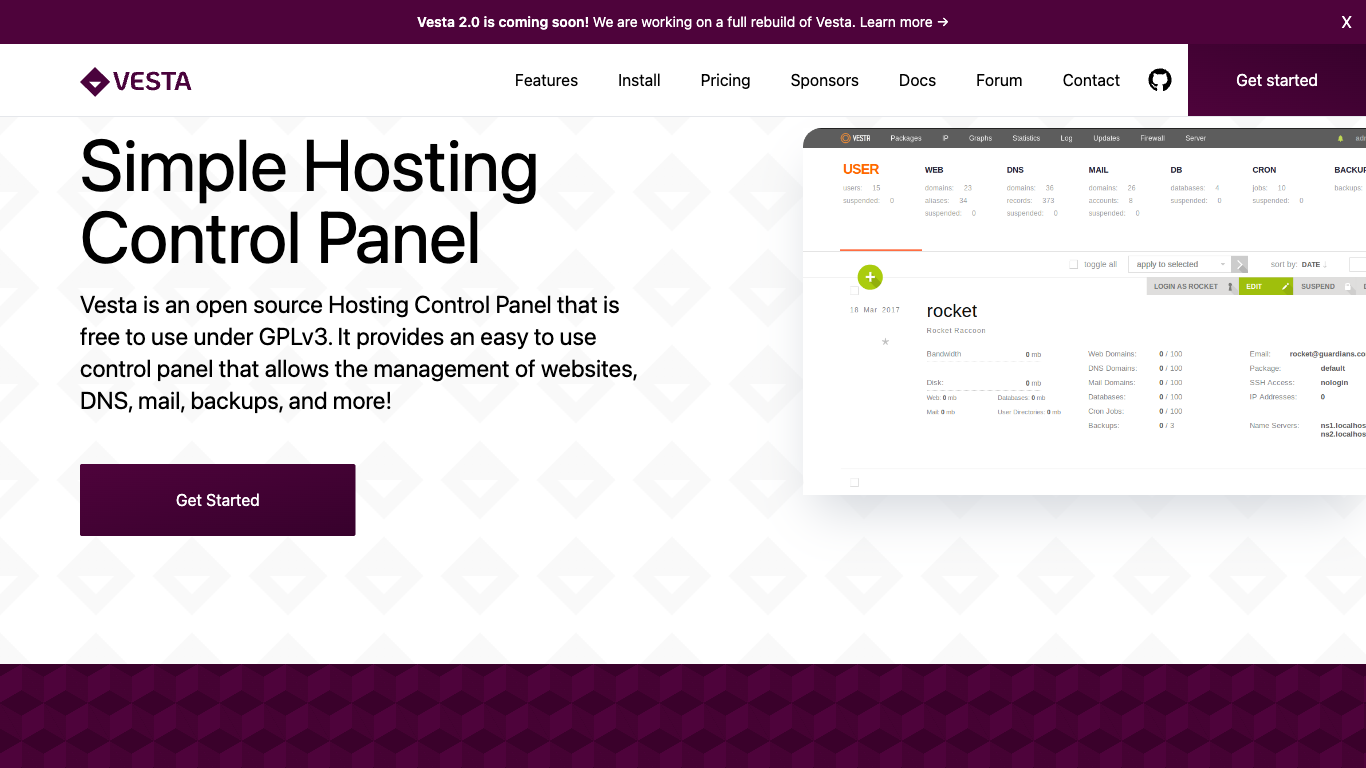 Vesta 2.0 is coming soon! We are working on a full rebuild of Vesta. Learn more →
X
VESTA
Features
Install
Pricing
Sponsors
Docs
Forum
Contact
Get started
Simple Hosting
Control Panel
Vesta is an open source Hosting Control Panel that is
free to use under GPLv3. It provides an easy to use
control panel that allows the management of websites,
DNS, mail, backups, and more!
Get Started
VESTA Packages IP Graphs Statistics Log Updates Firewall Server
USER WEB DNS MAIL DB CRON BACKUP
users: 15 domains: 23 domains: 36 domains: 26 databases: 4 jobs: 10 backups:
suspended: 0 aliases: 34 records: 373 accounts: 8 suspended: 0 suspended: 0
suspended: 0 suspended: 0 suspended: 0
toggle all apply to selected sort by: DATE ↓
LOGIN AS ROCKET EDIT SUSPEND
18 Mar 2017 rocket
Rocket Raccoon
Bandwidth 0 mb Web Domains: 0 / 100 Email: rocket@guardians.co
DNS Domains: 0 / 100 Package: default
Disk: 0 mb Mail Domains: 0 / 100 SSH Access: nologin
Web: 0 mb Databases: 0 mb Databases: 0 / 100 IP Addresses: 0
Mail: 0 mb User Directories: 0 mb Cron Jobs: 0 / 100
Backups: 0 / 3 Name Servers: ns1.localhos
ns2.localhos